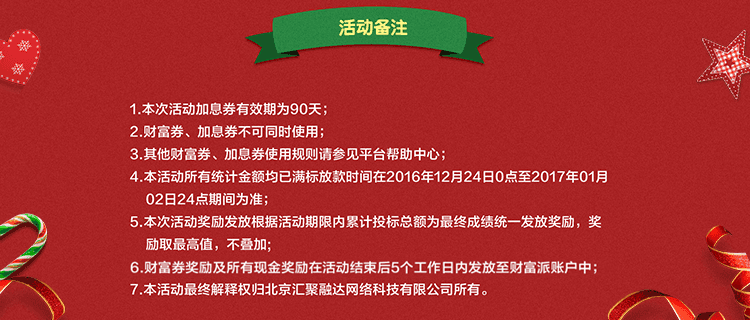 活动备注
1.本次活动加息券有效期为90天；
2.财富券、加息券不可同时使用；
3.其他财富券、加息券使用规则请参见平台帮助中心；
4.本活动所有统计金额均已满标放款时间在2016年12月24日0点至2017年01月
02日24点期间为准；
5.本次活动奖励发放根据活动期限内累计投标总额为最终成绩统一发放奖励，奖
励取最高值，不叠加；
6.财富券奖励及所有现金奖励在活动结束后5个工作日内发放至财富派账户中；
7.本活动最终解释权归北京汇聚融达网络科技有限公司所有。